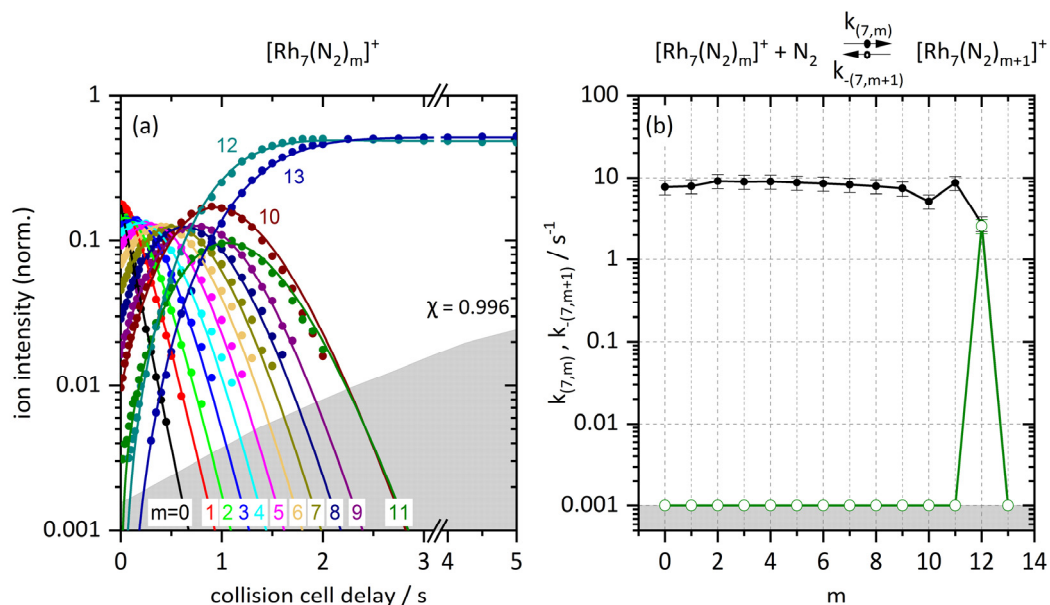 [Rh₇(N₂)ₘ]⁺
(a)
ion intensity (norm.)
1
0.1
0.01
0.001
12
13
10
χ = 0.996
m=0 1 2 3 4 5 6 7 8 9 11
0 1 2 3 4 5
collision cell delay / s
k₍₇,ₘ₎
[Rh₇(N₂)ₘ]⁺ + N₂ [Rh₇(N₂)ₘ₊₁]⁺
k₋₍₇,ₘ₊₁₎
(b)
k₍₇,ₘ₎ , k₋₍₇,ₘ₊₁₎ / s⁻¹
100
10
1
0.1
0.01
0.001
0 2 4 6 8 10 12 14
m